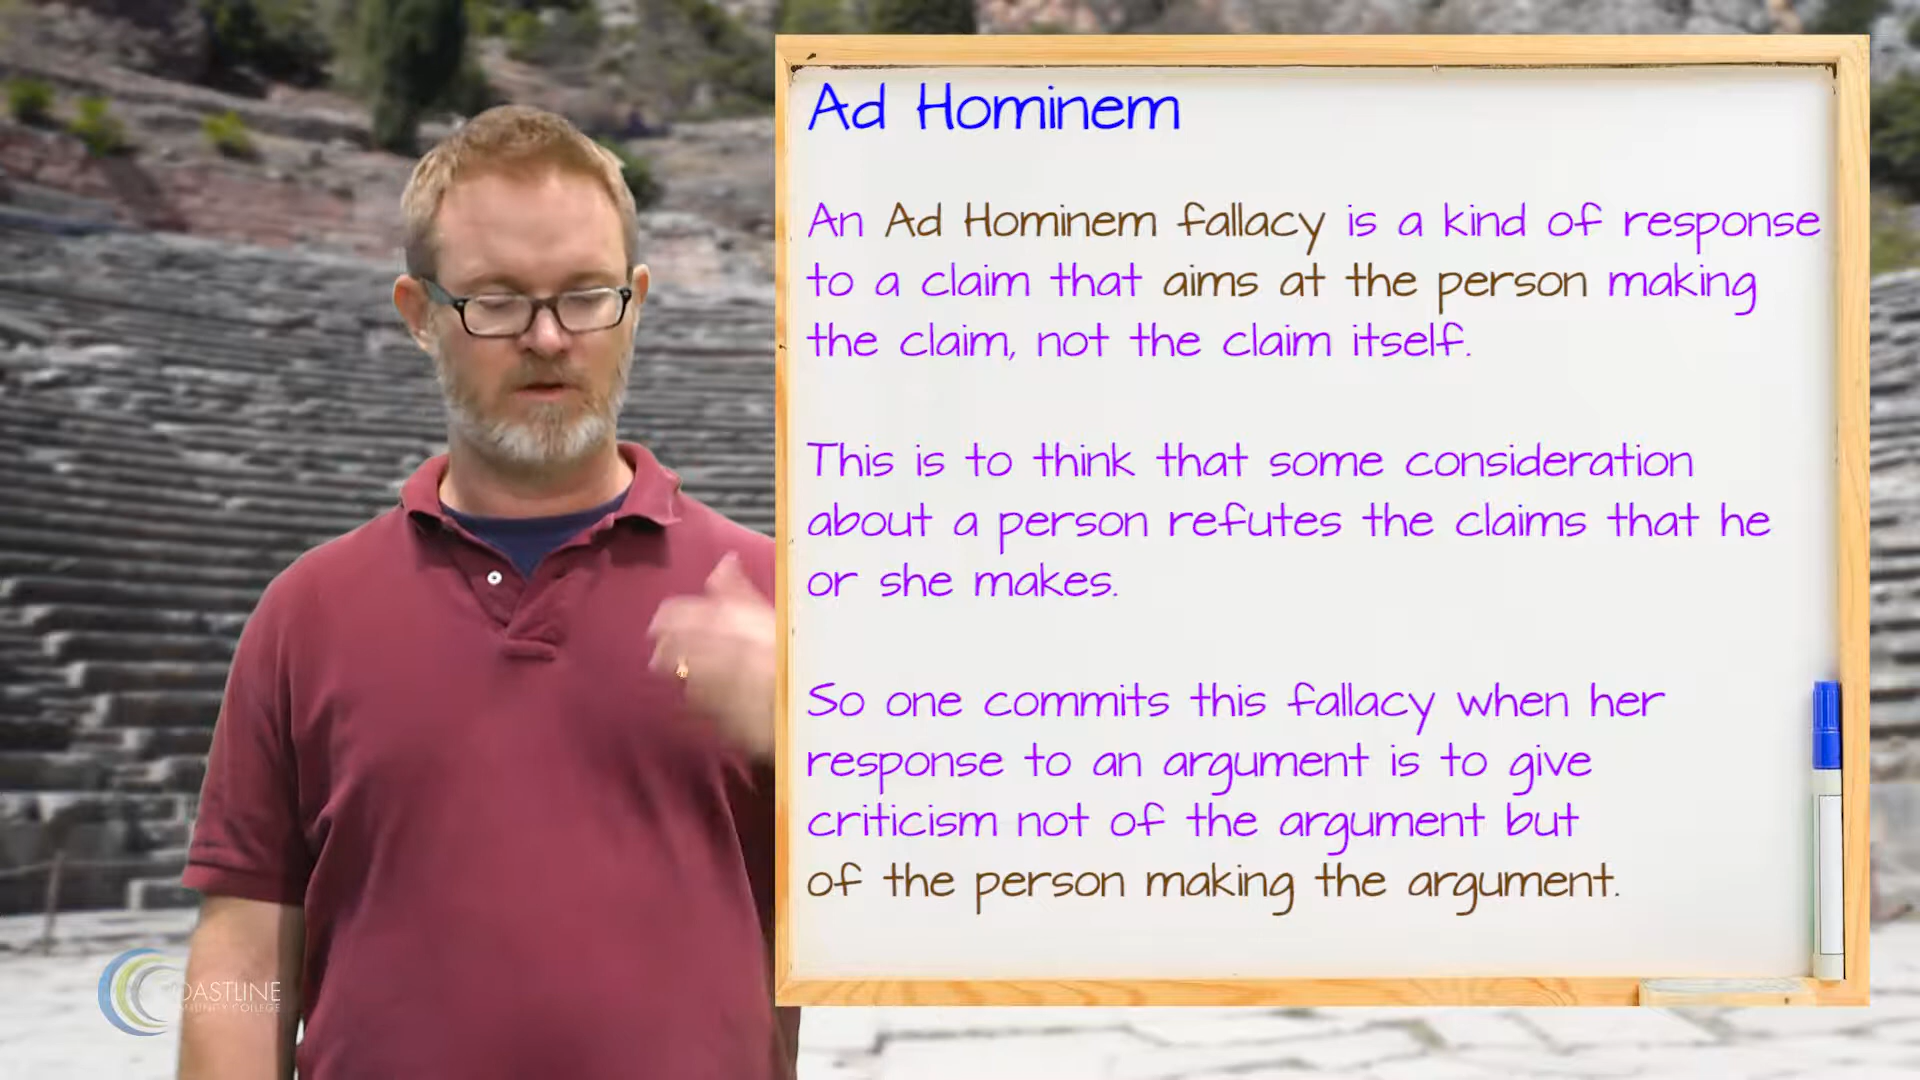 Ad Hominem
An Ad Hominem fallacy is a kind of response
to a claim that aims at the person making
the claim, not the claim itself.
This is to think that some consideration
about a person refutes the claims that he
or she makes.
So one commits this fallacy when her
response to an argument is to give
criticism not of the argument but
of the person making the argument.
COLLEGE